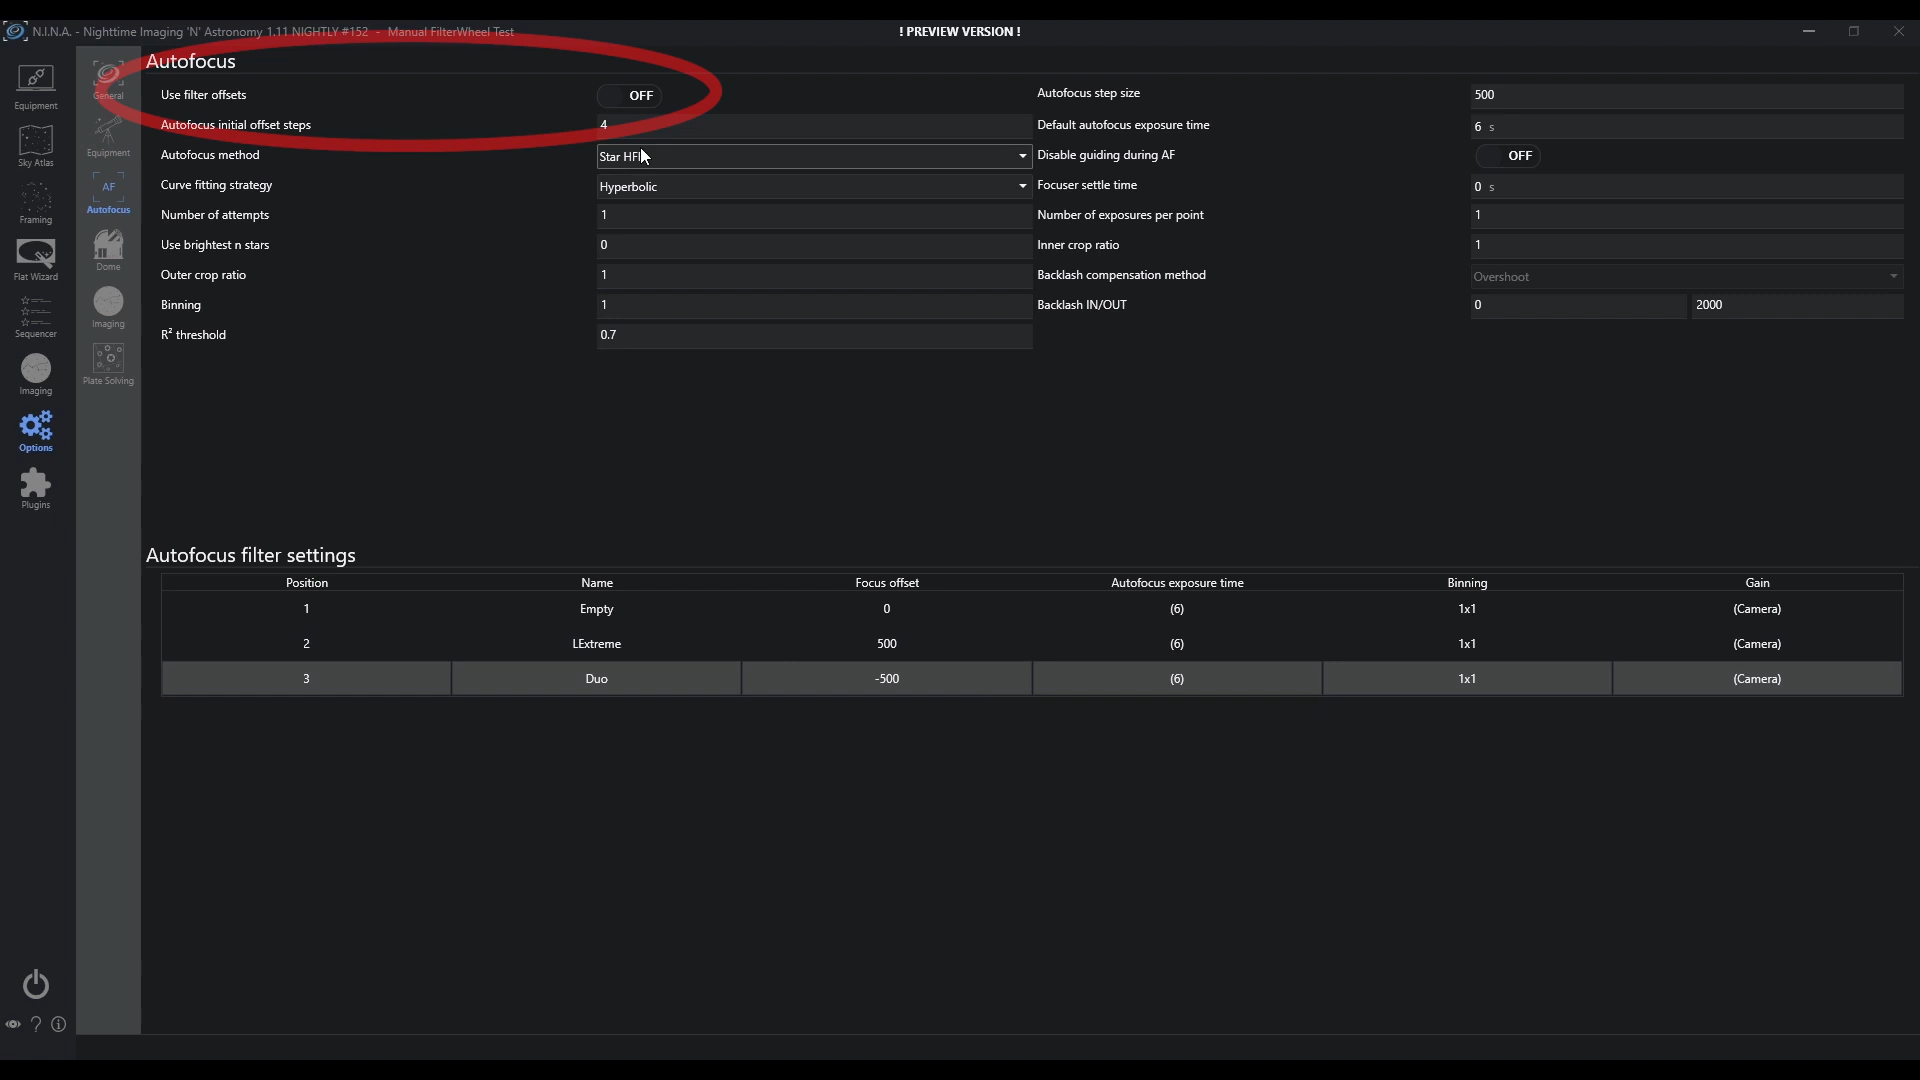 N.I.N.A. - Nighttime Imaging 'N' Astronomy 1.11 NIGHTLY #152 - Manual FilterWheel Test
! PREVIEW VERSION !
Equipment
Sky Atlas
Framing
Flat Wizard
Sequencer
Imaging
Options
Plugins
General
Equipment
AF
Autofocus
Dome
Imaging
Plate Solving
Autofocus
Use filter offsets OFF
Autofocus initial offset steps 4
Autofocus method Star HF
Curve fitting strategy Hyperbolic
Number of attempts 1
Use brightest n stars 0
Outer crop ratio 1
Binning 1
R² threshold 0.7
Autofocus step size 500
Default autofocus exposure time 6 s
Disable guiding during AF OFF
Focuser settle time 0 s
Number of exposures per point 1
Inner crop ratio 1
Backlash compensation method Overshoot
Backlash IN/OUT 0 2000
Autofocus filter settings
Position Name Focus offset Autofocus exposure time Binning Gain
1 Empty 0 (6) 1x1 (Camera)
2 LExtreme 500 (6) 1x1 (Camera)
3 Duo -500 (6) 1x1 (Camera)